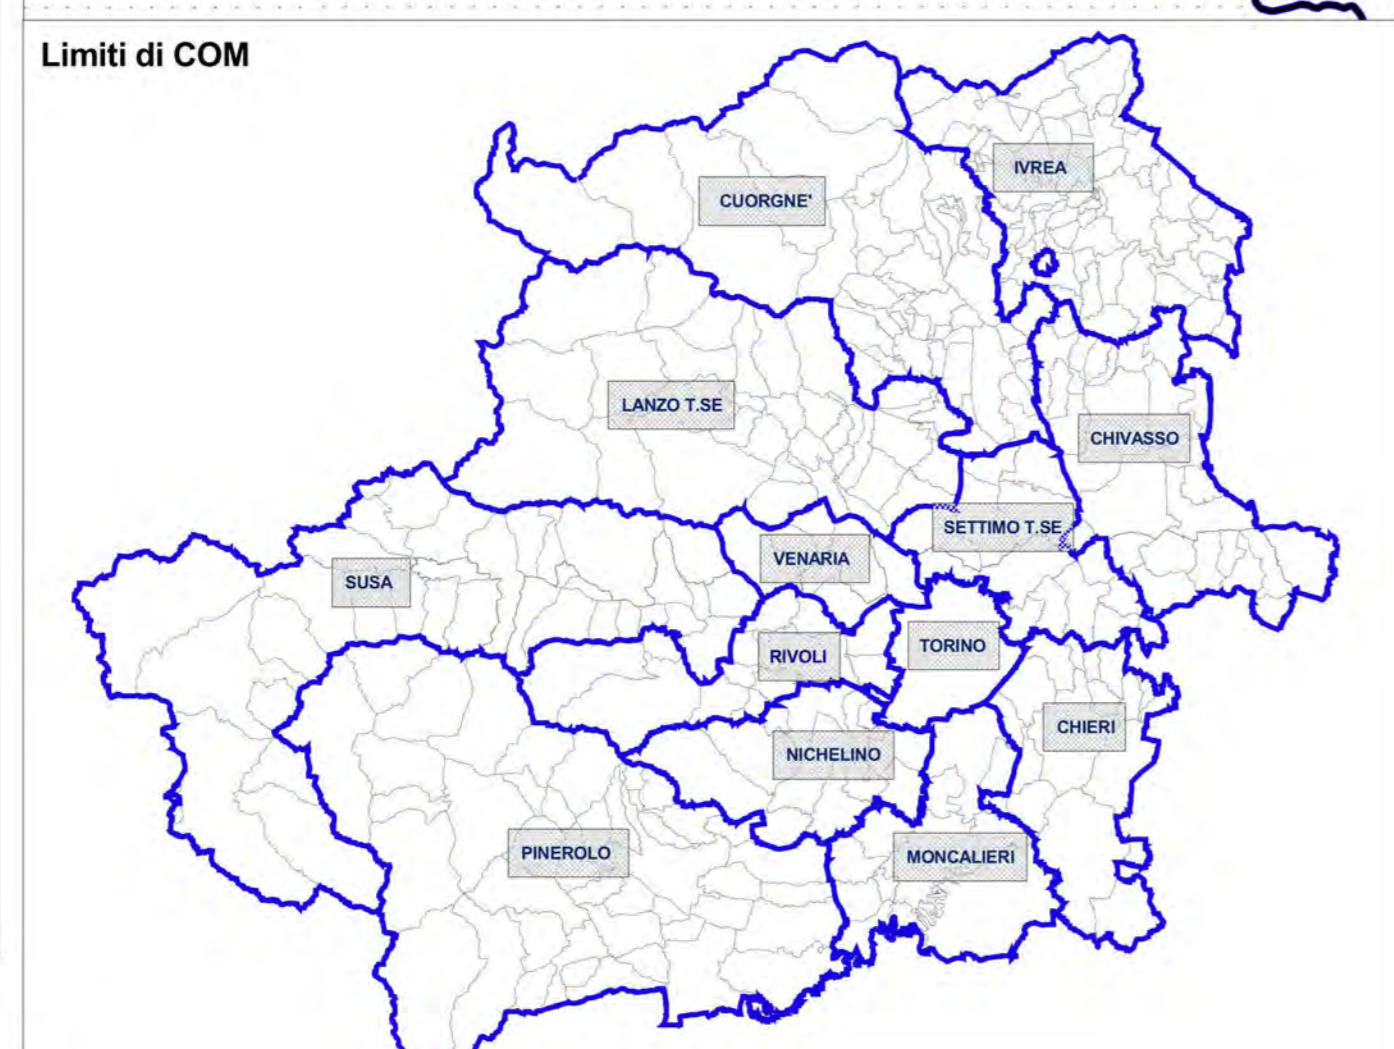 Limiti di COM
IVREA
CUORGNE'
LANZO T.SE
CHIVASSO
SETTIMO T.SE
VENARIA
SUSA
TORINO
RIVOLI
CHIERI
NICHELINO
PINEROLO
MONCALIERI